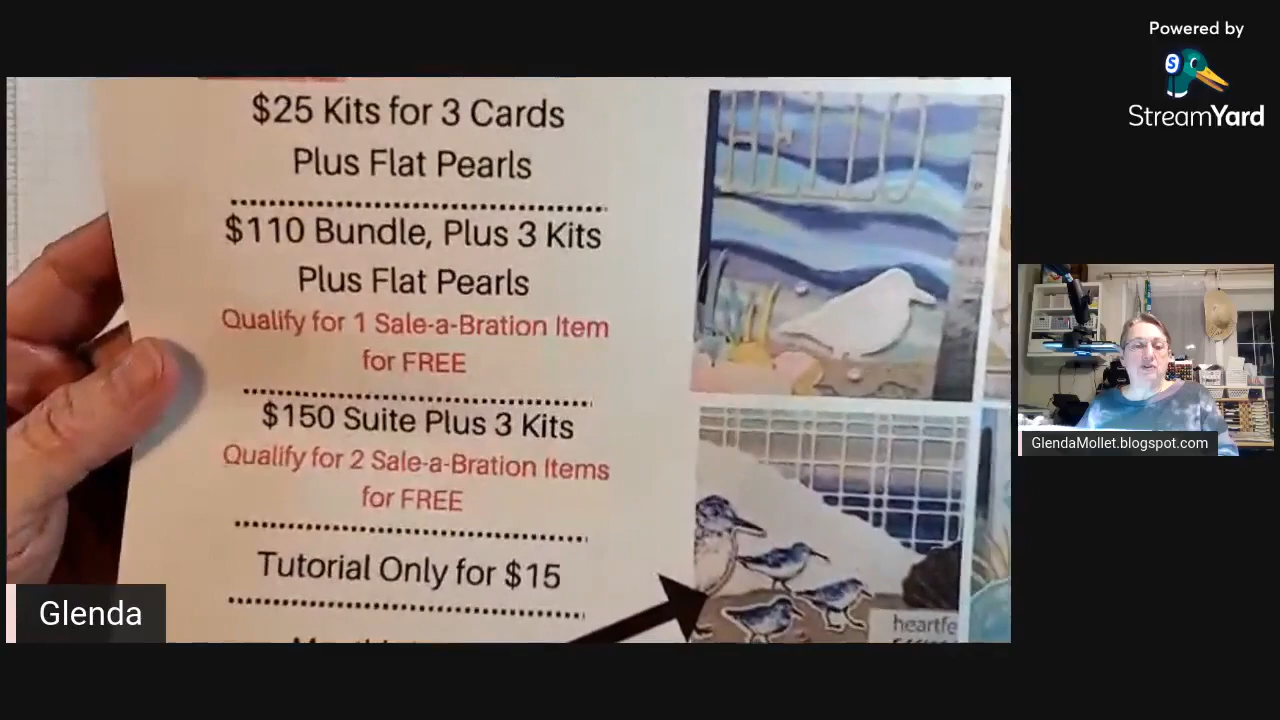 Powered by
StreamYard
$25 Kits for 3 Cards
Plus Flat Pearls
$110 Bundle, Plus 3 Kits
Plus Flat Pearls
Qualify for 1 Sale-a-Bration Item
for FREE
$150 Suite Plus 3 Kits
Qualify for 2 Sale-a-Bration Items
for FREE
Tutorial Only for $15
heartfe
GlendaMollet.blogspot.com
Glenda